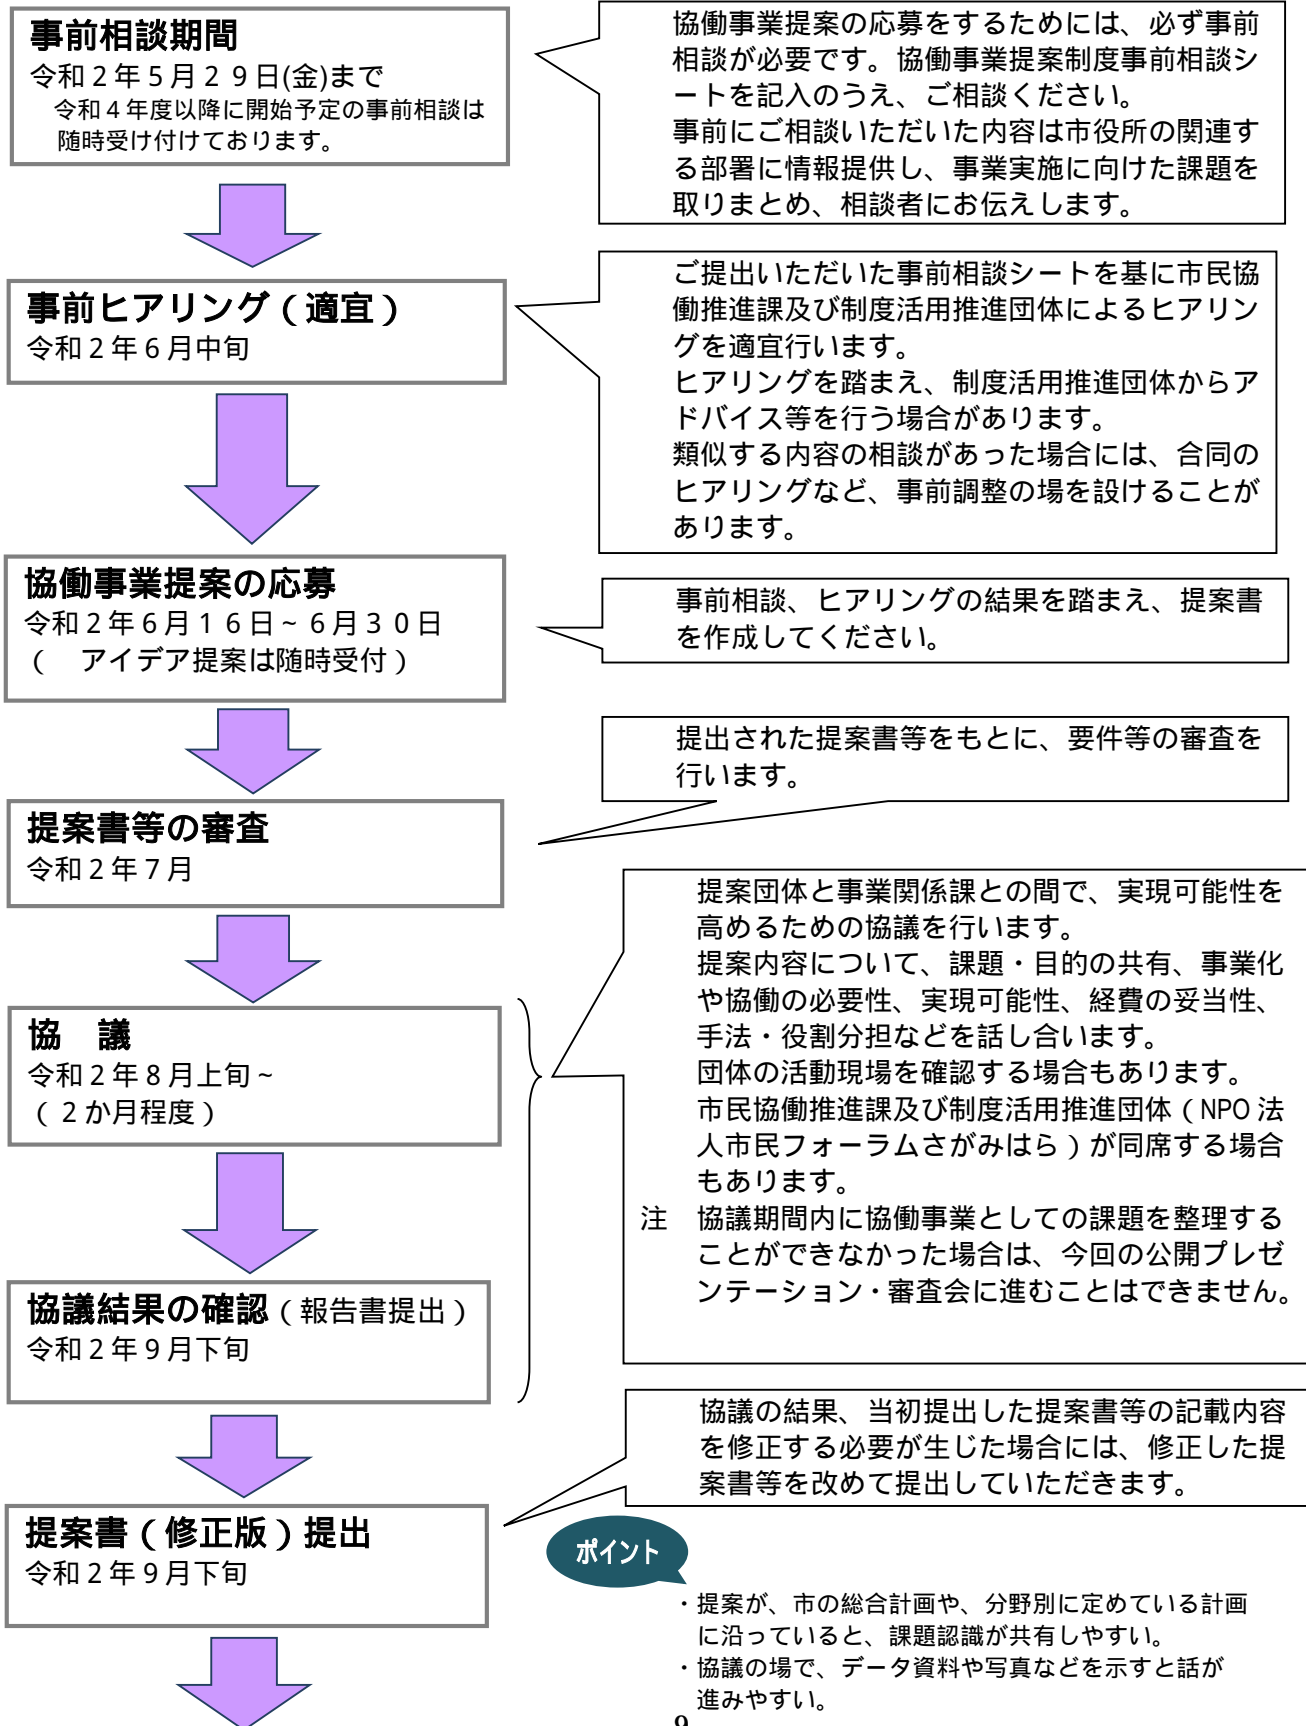 事前相談期間
令和2年5月29日(金)まで
令和4年度以降に開始予定の事前相談は
随時受け付けております。
協働事業提案の応募をするためには、必ず事前
相談が必要です。協働事業提案制度事前相談シ
ートを記入のうえ、ご相談ください。
事前にご相談いただいた内容は市役所の関連す
る部署に情報提供し、事業実施に向けた課題を
取りまとめ、相談者にお伝えします。
事前ヒアリング(適宜)
令和2年6月中旬
ご提出いただいた事前相談シートを基に市民協
働推進課及び制度活用推進団体によるヒアリン
グを適宜行います。
ヒアリングを踏まえ、制度活用推進団体からア
ドバイス等を行う場合があります。
類似する内容の相談があった場合には、合同の
ヒアリングなど、事前調整の場を設けることが
あります。
協働事業提案の応募
令和2年6月16日~6月30日
( アイデア提案は随時受付)
事前相談、ヒアリングの結果を踏まえ、提案書
を作成してください。
提出された提案書等をもとに、要件等の審査を
行います。
提案書等の審査
令和2年7月
提案団体と事業関係課との間で、実現可能性を
高めるための協議を行います。
提案内容について、課題・目的の共有、事業化
や協働の必要性、実現可能性、経費の妥当性、
手法・役割分担などを話し合います。
団体の活動現場を確認する場合もあります。
市民協働推進課及び制度活用推進団体(NPO法
人市民フォーラムさがみはら)が同席する場合
もあります。
注 協議期間内に協働事業としての課題を整理する
ことができなかった場合は、今回の公開プレゼ
ンテーション・審査会に進むことはできません。
協 議
令和2年8月上旬~
(2か月程度)
協議結果の確認(報告書提出)
令和2年9月下旬
協議の結果、当初提出した提案書等の記載内容
を修正する必要が生じた場合には、修正した提
案書等を改めて提出していただきます。
提案書(修正版)提出
令和2年9月下旬
ポイント
・提案が、市の総合計画や、分野別に定めている計画
に沿っていると、課題認識が共有しやすい。
・協議の場で、データ資料や写真などを示すと話が
進みやすい。
9